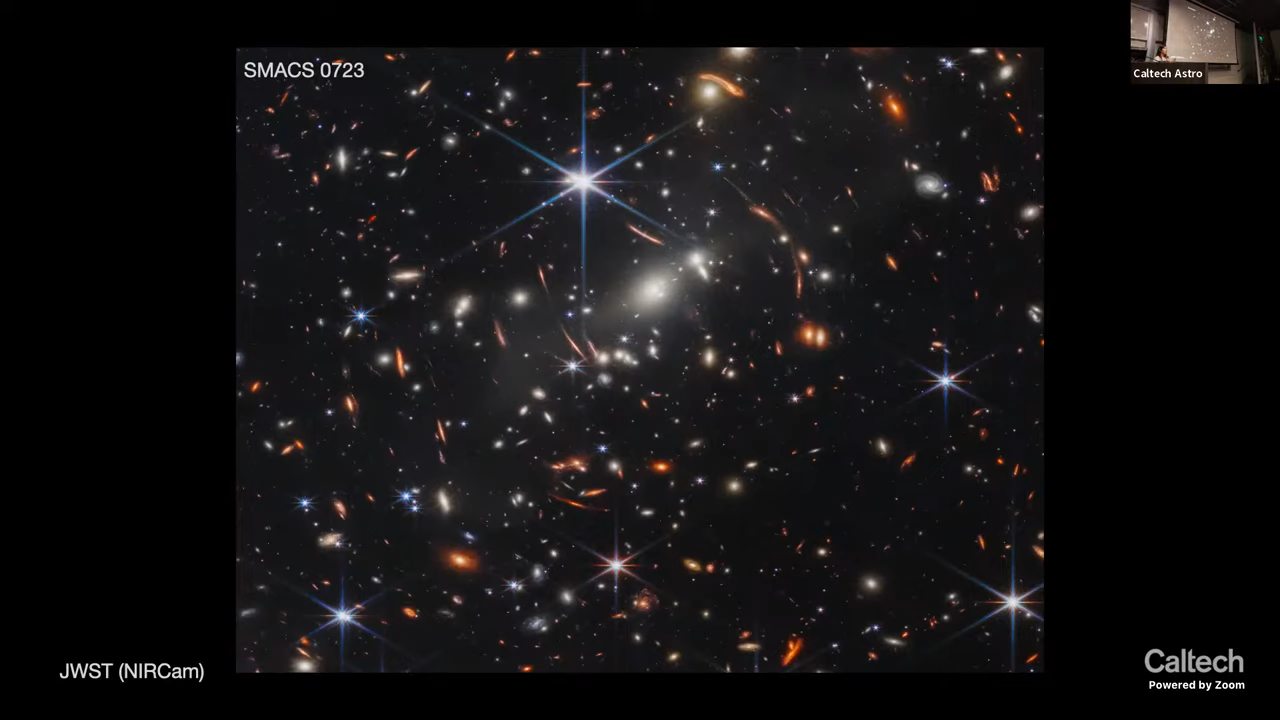 SMACS 0723
Caltech Astro
JWST (NIRCam)
Caltech
Powered by Zoom